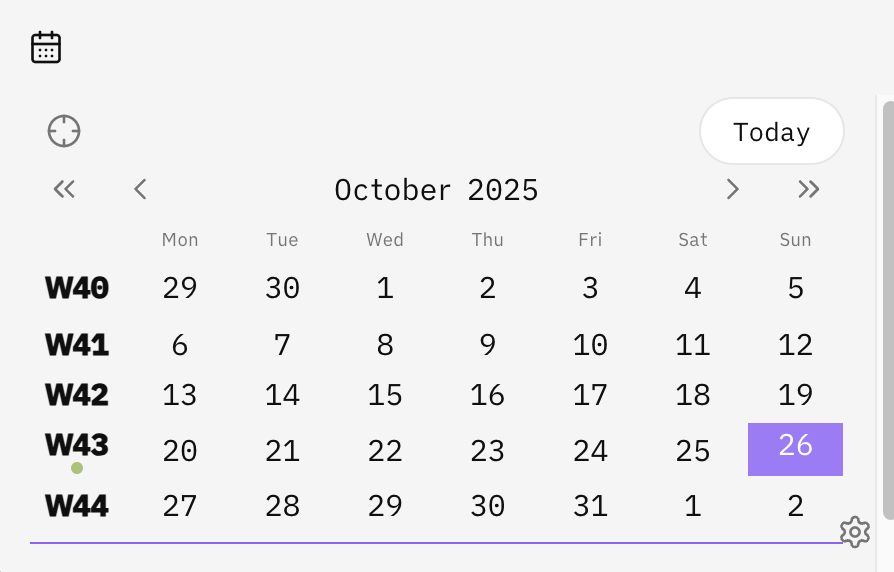 Today
October 2025
Mon Tue Wed Thu Fri Sat Sun
W40 29 30 1 2 3 4 5
W41 6 7 8 9 10 11 12
W42 13 14 15 16 17 18 19
W43 20 21 22 23 24 25 26
W44 27 28 29 30 31 1 2